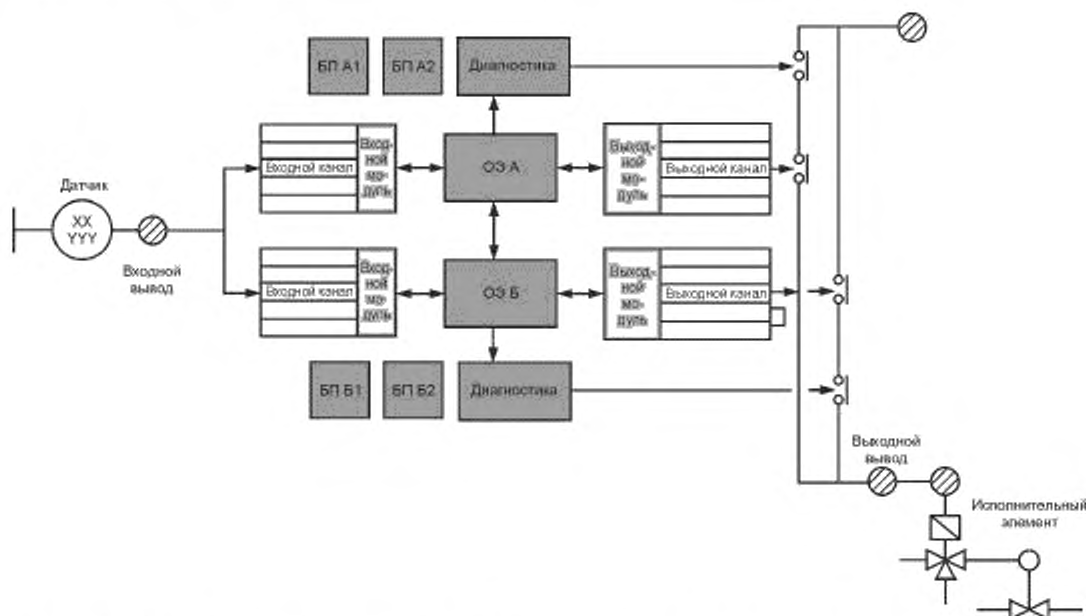 БП А1
БП А2
Диагностика
Вход-
ной
мо-
дуль
Входной канал
ОЭ А
Выход-
ной
мо-
дуль
Выходной канал
Датчик
XX
YYY
Входной
вывод
Вход-
ной
мо-
дуль
Входной канал
ОЭ Б
Выход-
ной
мо-
дуль
Выходной канал
БП Б1
БП Б2
Диагностика
Выходной
вывод
Исполнительный
элемент